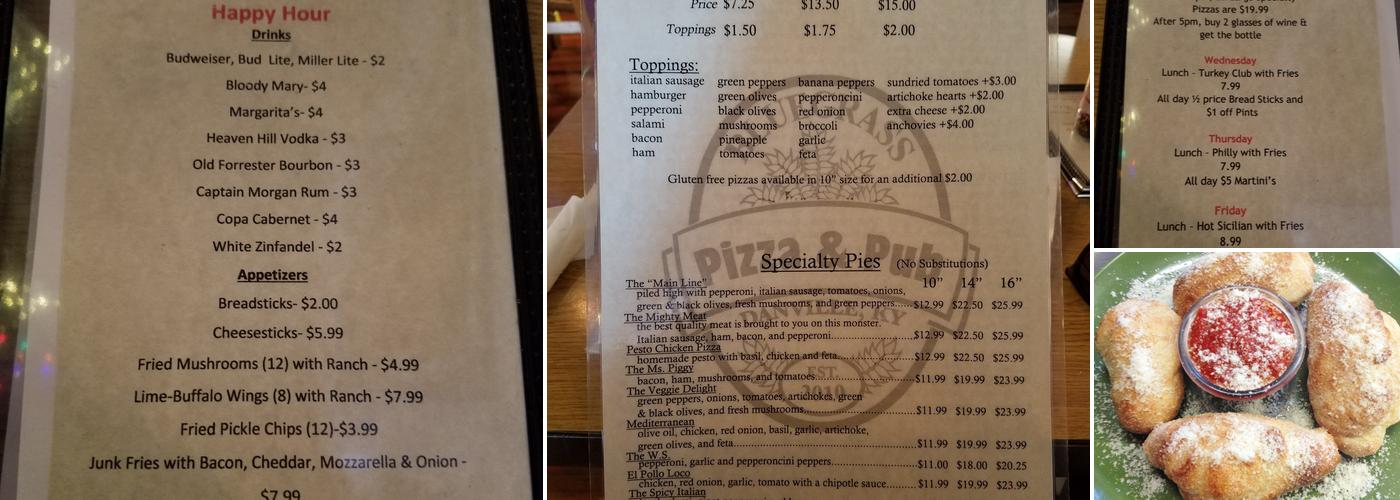 Happy Hour
Drinks
Budweiser, Bud Lite, Miller Lite - $2
Bloody Mary- $4
Margarita's- $4
Heaven Hill Vodka - $3
Old Forrester Bourbon - $3
Captain Morgan Rum - $3
Copa Cabernet - $4
White Zinfandel - $2
Appetizers
Breadsticks- $2.00
Cheesesticks- $5.99
Fried Mushrooms (12) with Ranch - $4.99
Lime-Buffalo Wings (8) with Ranch - $7.99
Fried Pickle Chips (12)-$3.99
Junk Fries with Bacon, Cheddar, Mozzarella & Onion -
$7.99
Price $7.25 $13.50 $15.00
Toppings $1.50 $1.75 $2.00
Toppings:
italian sausage green peppers banana peppers sundried tomatoes +$3.00
hamburger green olives pepperoncini artichoke hearts +$2.00
pepperoni black olives red onion extra cheese +$2.00
salami mushrooms broccoli anchovies +$4.00
bacon pineapple garlic
ham tomatoes feta
Gluten free pizzas available in 10" size for an additional $2.00
BLUEGRASS
Pizza & Pub
DANVILLE, KY
EST.
2010
Specialty Pies (No Substitutions)
The "Main Line" 10" 14" 16"
piled high with pepperoni, italian sausage, tomatoes, onions,
green & black olives, fresh mushrooms, and green peppers.....$12.99 $22.50 $25.99
The Mighty Meat
the best quality meat is brought to you on this monster.
Italian sausage, ham, bacon, and pepperoni.....$12.99 $22.50 $25.99
Pesto Chicken Pizza
homemade pesto with basil, chicken and feta.....$12.99 $22.50 $25.99
The Ms. Piggy
bacon, ham, mushrooms, and tomatoes.....$11.99 $19.99 $23.99
The Veggie Delight
green peppers, onions, tomatoes, artichokes, green
& black olives, and fresh mushrooms.....$11.99 $19.99 $23.99
Mediterranean
olive oil, chicken, red onion, basil, garlic, artichoke,
green olives, and feta.....$11.99 $19.99 $23.99
The W.S.
pepperoni, garlic and pepperoncini peppers.....$11.00 $18.00 $20.25
El Pollo Loco
chicken, red onion, garlic, tomato with a chipotle sauce.....$11.99 $19.99 $23.99
The Spicy Italian
Pizzas are $19.99
After 5pm, buy 2 glasses of wine &
get the bottle
Wednesday
Lunch - Turkey Club with Fries
7.99
All day ½ price Bread Sticks and
$1 off Pints
Thursday
Lunch - Philly with Fries
7.99
All day $5 Martini's
Friday
Lunch - Hot Sicilian with Fries
8.99